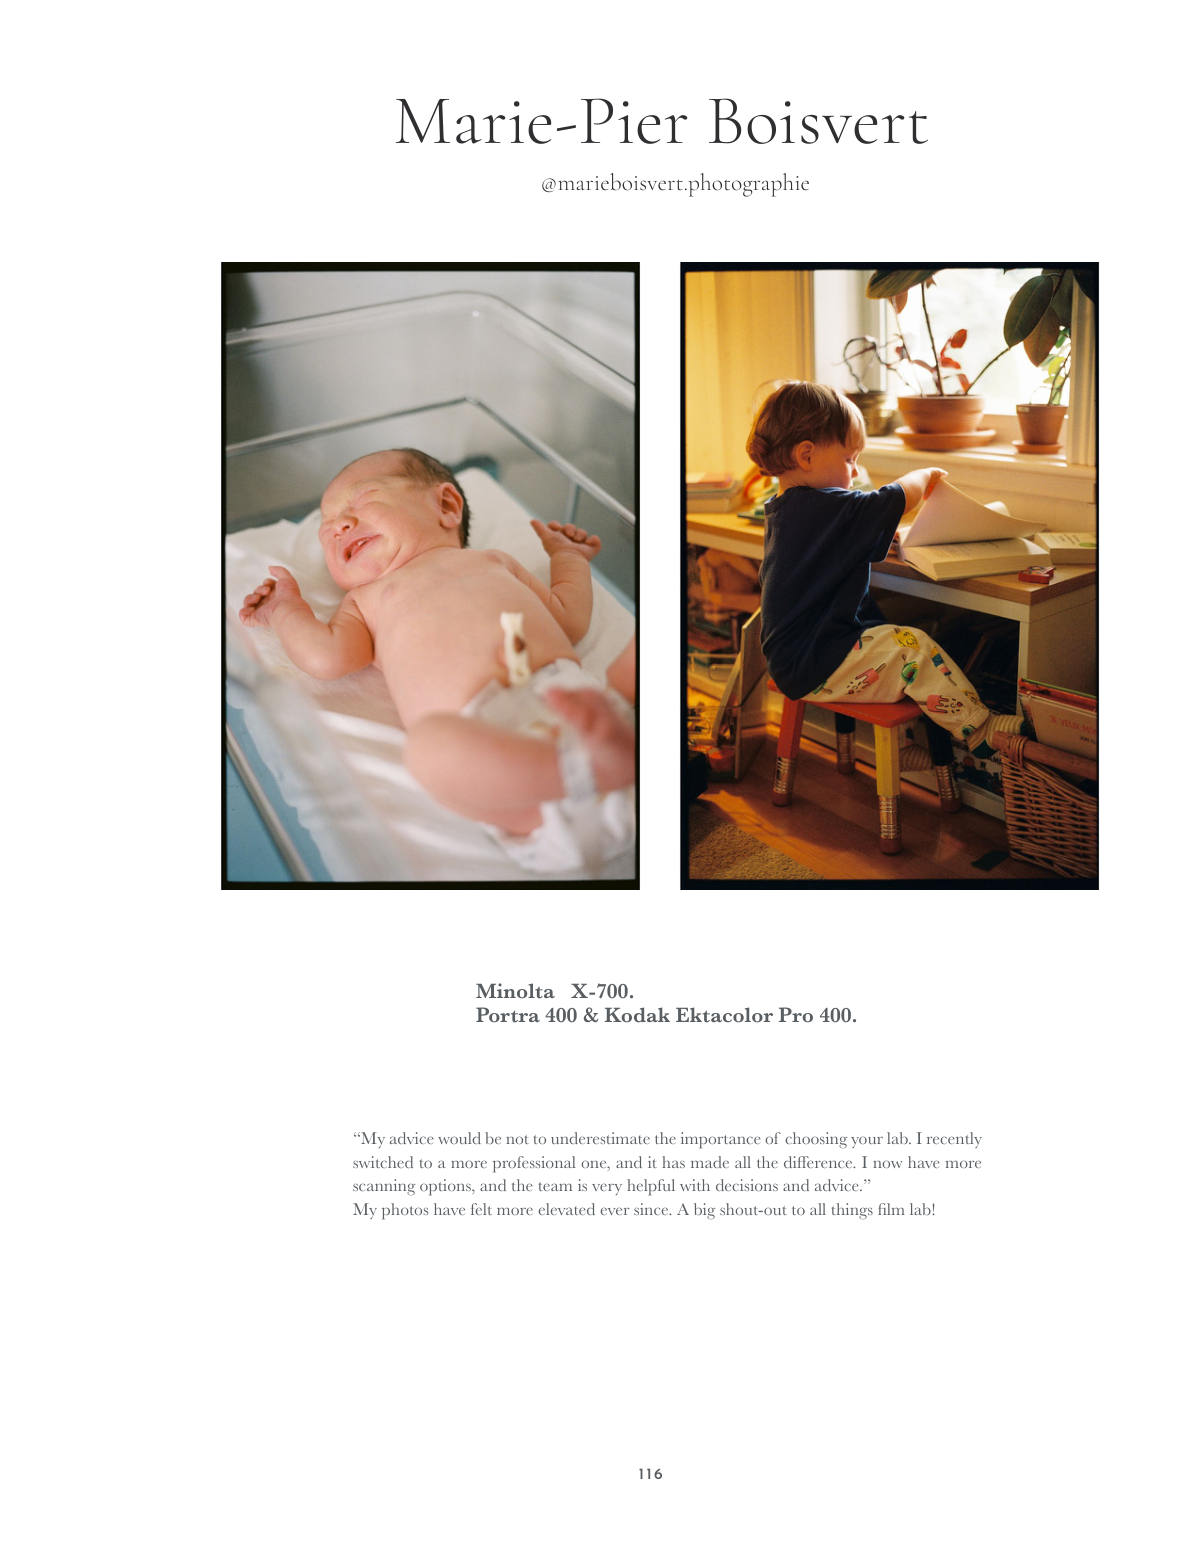 Marie-Pier Boisvert
@marieboisvert.photographie
Minolta X-700.
Portra 400 & Kodak Ektacolor Pro 400.
“My advice would be not to underestimate the importance of choosing your lab. I recently
switched to a more professional one, and it has made all the difference. I now have more
scanning options, and the team is very helpful with decisions and advice.”
My photos have felt more elevated ever since. A big shout-out to all things film lab!
116